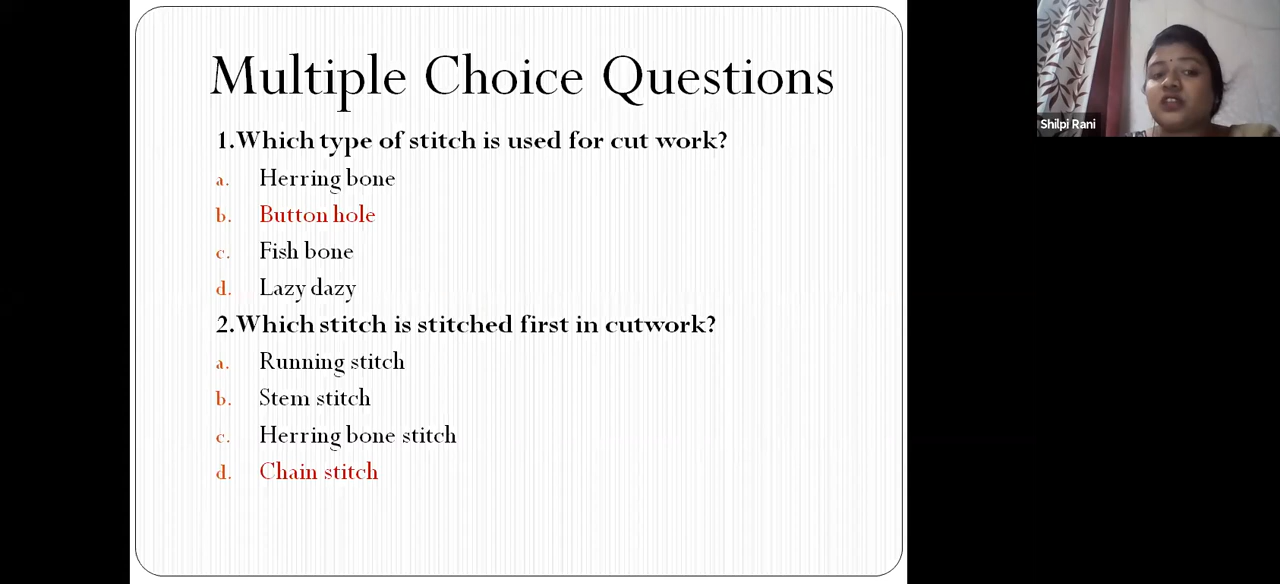 Multiple Choice Questions
1.Which type of stitch is used for cut work?
a. Herring bone
b. Button hole
c. Fish bone
d. Lazy dazy
2.Which stitch is stitched first in cutwork?
a. Running stitch
b. Stem stitch
c. Herring bone stitch
d. Chain stitch
Shilpi Rani